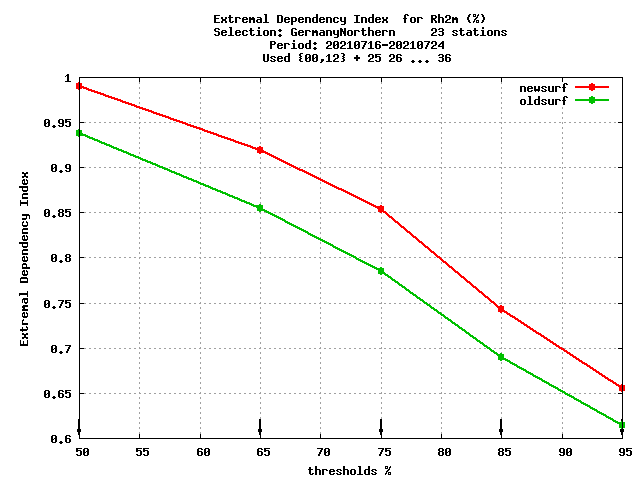 Extremal Dependency Index  for Rh2m (%)
Selection: GermanyNorthern     23 stations
Period: 20210716-20210724
Used {00,12} + 25 26 ... 36
newsurf
oldsurf
Extremal Dependency Index
1
0.95
0.9
0.85
0.8
0.75
0.7
0.65
0.6
50 55 60 65 70 75 80 85 90 95
thresholds %